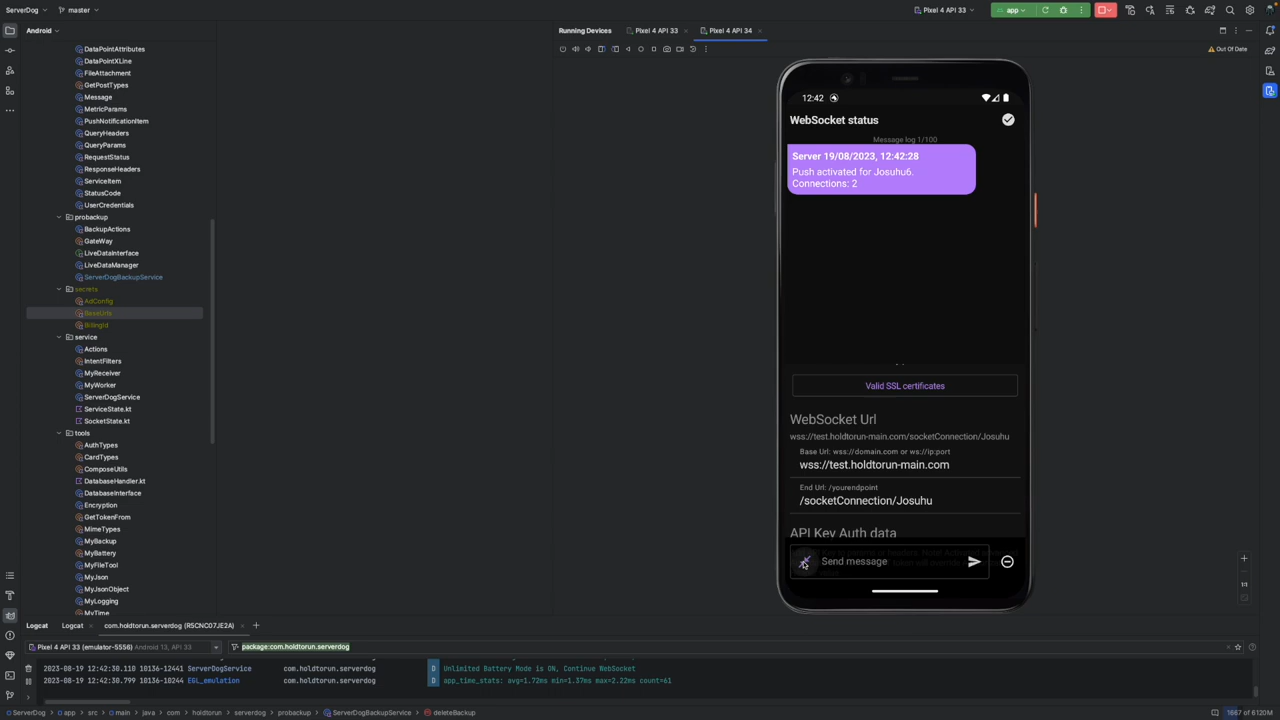 ServerDog
master
Pixel 4 API 33
app
Android
Running Devices
Pixel 4 API 33
Pixel 4 API 34
Out Of Date
DataPointAttributes
DataPointXLine
FileAttachment
GetPostTypes
Message
MetricParams
PushNotificationItem
QueryHeaders
QueryParams
RequestStatus
ResponseHeaders
ServiceItem
StatusCode
UserCredentials
probackup
BackupActions
GateWay
LiveDataInterface
LiveDataManager
ServerDogBackupService
secrets
AdConfig
BaseUrls
BillingId
service
Actions
IntentFilters
MyReceiver
MyWorker
ServerDogService
ServiceState.kt
SocketState.kt
tools
AuthTypes
CardTypes
ComposeUtils
DatabaseHandler.kt
DatabaseInterface
Encryption
GetTokenFrom
MimeTypes
MyBackup
MyBattery
MyFileTool
MyJson
MyJsonObject
MyLogging
MyTime
12:42
WebSocket status
Message log 1/100
Server 19/08/2023, 12:42:28
Push activated for Josuhu6.
Connections: 2
Valid SSL certificates
WebSocket Url
wss://test.holdtorun-main.com/socketConnection/Josuhu
Base Url: wss://domain.com or ws://ip:port
wss://test.holdtorun-main.com
End Url: /yourendpoint
/socketConnection/Josuhu
API Key Auth data
Send message
1:1
Logcat
Logcat
com.holdtorun.serverdog (R5CNC07JE2A)
Pixel 4 API 33 (emulator-5556) Android 13, API 33
package:com.holdtorun.serverdog
2023-08-19 12:42:30.110 10136-12441 ServerDogService com.holdtorun.serverdog D Unlimited Battery Mode is ON, Continue WebSocket
2023-08-19 12:42:30.799 10136-10244 EGL_emulation com.holdtorun.serverdog D app_time_stats: avg=1.72ms min=1.37ms max=2.22ms count=61
ServerDog > app > src > main > java > com > holdtorun > serverdog > probackup > ServerDogBackupService > deleteBackup
1667 of 6120M